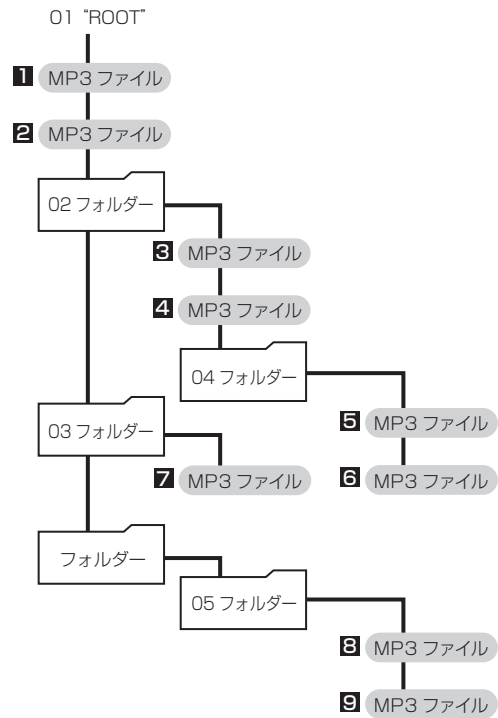 01 “ROOT”
1 MP3 ファイル
2 MP3 ファイル
02 フォルダー
3 MP3 ファイル
4 MP3 ファイル
04 フォルダー
5 MP3 ファイル
6 MP3 ファイル
03 フォルダー
7 MP3 ファイル
フォルダー
05 フォルダー
8 MP3 ファイル
9 MP3 ファイル